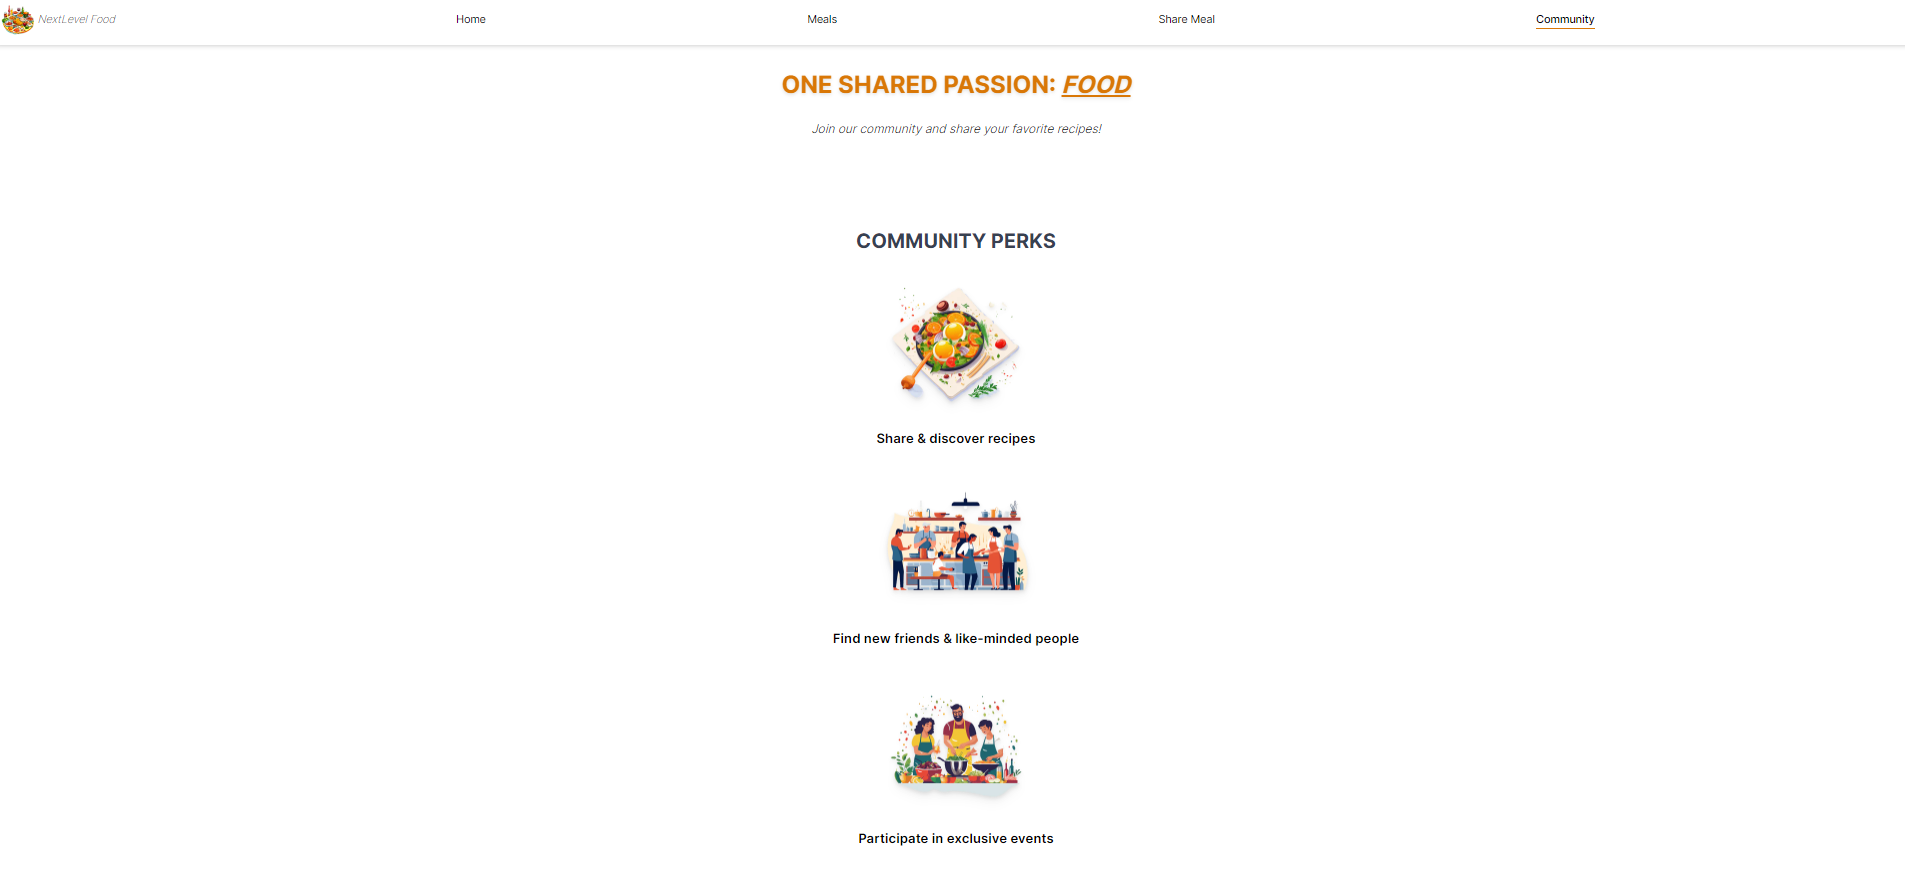 NextLevel Food
Home
Meals
Share Meal
Community
ONE SHARED PASSION: FOOD
Join our community and share your favorite recipes!
COMMUNITY PERKS
Share & discover recipes
Find new friends & like-minded people
Participate in exclusive events